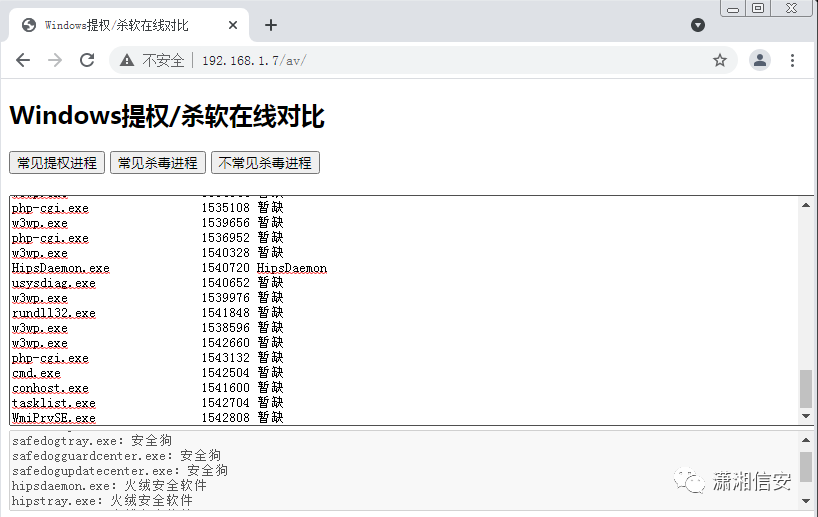 Windows提权/杀软在线对比
不安全 | 192.168.1.7/av/
Windows提权/杀软在线对比
常见提权进程 常见杀毒进程 不常见杀毒进程
php-cgi.exe 1535108 暂缺
w3wp.exe 1539656 暂缺
php-cgi.exe 1536952 暂缺
w3wp.exe 1540328 暂缺
HipsDaemon.exe 1540720 HipsDaemon
usysdiag.exe 1540652 暂缺
w3wp.exe 1539976 暂缺
rundll32.exe 1541848 暂缺
w3wp.exe 1538596 暂缺
w3wp.exe 1542660 暂缺
php-cgi.exe 1543132 暂缺
cmd.exe 1542504 暂缺
conhost.exe 1541600 暂缺
tasklist.exe 1542704 暂缺
WmiPrvSE.exe 1542808 暂缺
safedogtray.exe: 安全狗
safedogguardcenter.exe: 安全狗
safedogupdatecenter.exe: 安全狗
hipsdaemon.exe: 火绒安全软件
hipstray.exe: 火绒安全软件
潇湘信安